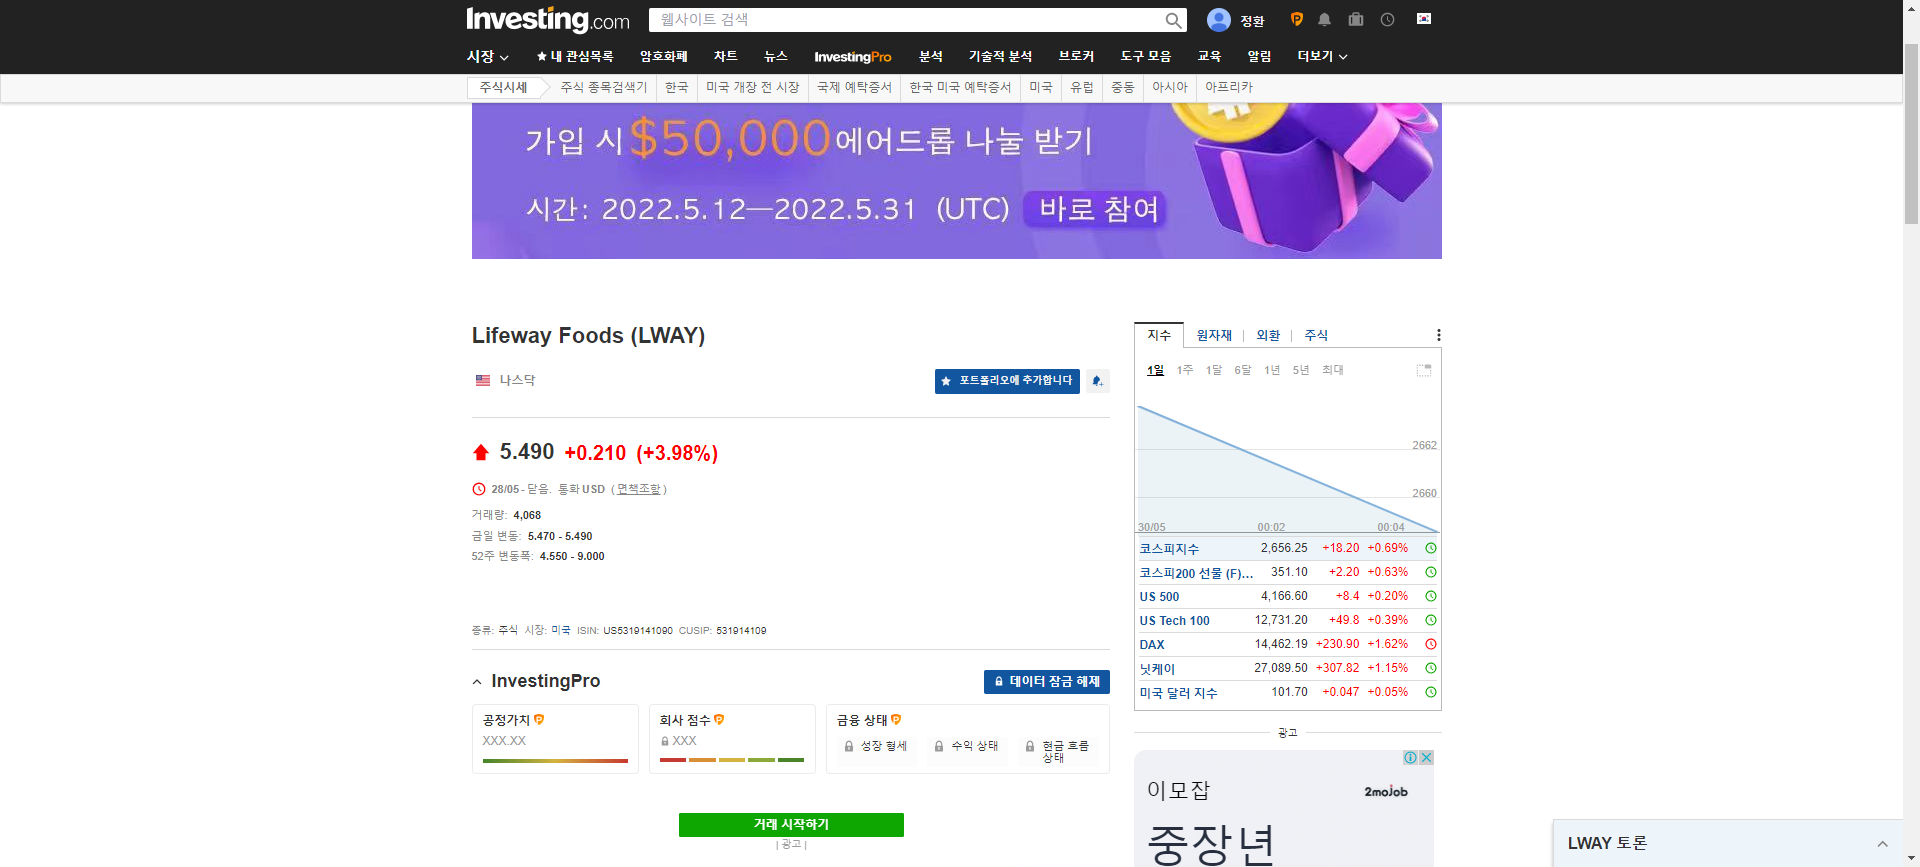 Investing.com
웹사이트 검색
정환
시장
내 관심목록
암호화폐
차트
뉴스
InvestingPro
분석
기술적 분석
브로커
도구 모음
교육
알림
더보기
주식시세
주식 종목검색기
한국
미국 개장 전 시장
국제 예탁증서
한국 미국 예탁증서
미국
유럽
중동
아시아
아프리카
가입 시 $50,000 에어드롭 나눌 받기
시간: 2022.5.12—2022.5.31 (UTC) 바로 참여
Lifeway Foods (LWAY)
나스닥
포트폴리오에 추가합니다
5.490 +0.210 (+3.98%)
28/05 - 닫음. 통화 USD ( 면책조항 )
거래량: 4,068
금일 변동: 5.470 - 5.490
52주 변동폭: 4.550 - 9.000
종류: 주식 시장: 미국 ISIN: US5319141090 CUSIP: 531914109
InvestingPro
데이터 잠금 해제
공정가치
XXX.XX
회사 점수
XXX
금융 상태
성장 형세
수익 상태
현금 흐름
상태
거래 시작하기
| 광고 |
지수
원자재
외환
주식
1일 1주 1달 6달 1년 5년 최대
2662
2660
30/05 00:02 00:04
코스피지수 2,656.25 +18.20 +0.69%
코스피200 선물 (F)... 351.10 +2.20 +0.63%
US 500 4,166.60 +8.4 +0.20%
US Tech 100 12,731.20 +49.8 +0.39%
DAX 14,462.19 +230.90 +1.62%
닛케이 27,089.50 +307.82 +1.15%
미국 달러 지수 101.70 +0.047 +0.05%
광고
이모잡
2mojob
중장년
LWAY 토론